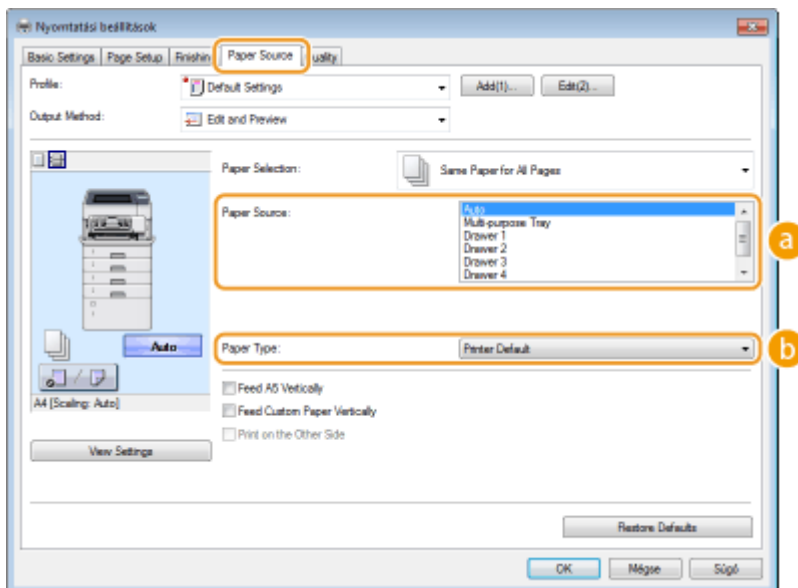 Nyomtatási beállítások
Basic Settings Page Setup Finishin Paper Source uality
Profile: Default Settings Add(1)... Edit(2)...
Output Method: Edit and Preview
Paper Selection: Same Paper for All Pages
Paper Source: Auto
Multi-purpose Tray
Drawer 1
Drawer 2
Drawer 3
Drawer 4
a
Auto
Paper Type: Printer Default
b
Feed A5 Vertically
A4 [Scaling: Auto]
Feed Custom Paper Vertically
Print on the Other Side
View Settings
Restore Defaults
OK Mégse Súgó